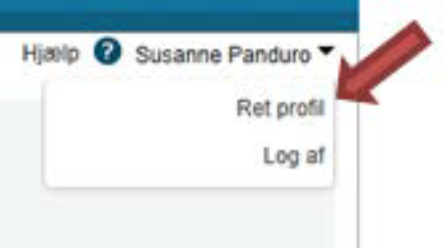 Hjælp ? Susanne Panduro
Ret profil
Log af